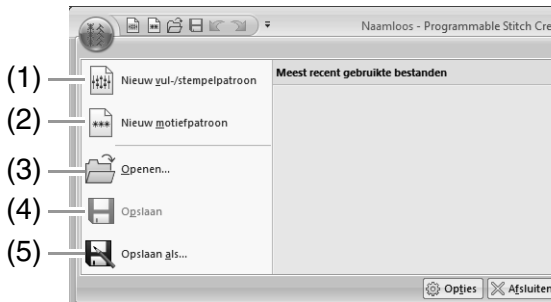 Naamloos - Programmable Stitch Cre
(1) Nieuw vul-/stempelpatroon
Meest recent gebruikte bestanden
(2) Nieuw motiefpatroon
(3) Openen...
(4) Opslaan
(5) Opslaan als...
Opties
Afsluiten